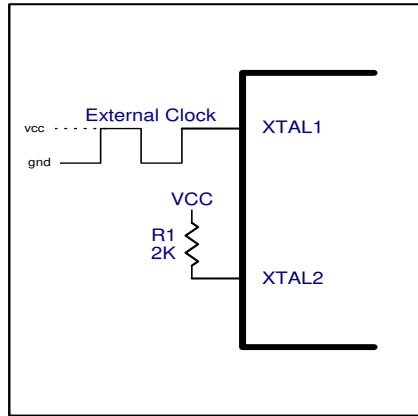 External Clock
vcc
XTAL1
gnd
VCC
R1
2K
XTAL2